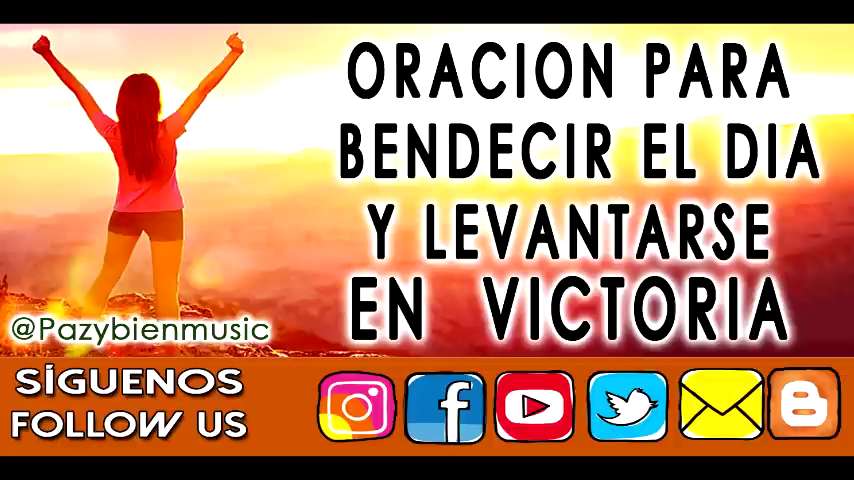 ORACION PARA
BENDECIR EL DIA
Y LEVANTARSE
EN VICTORIA
@Pazybienmusic
SÍGUENOS
FOLLOW US